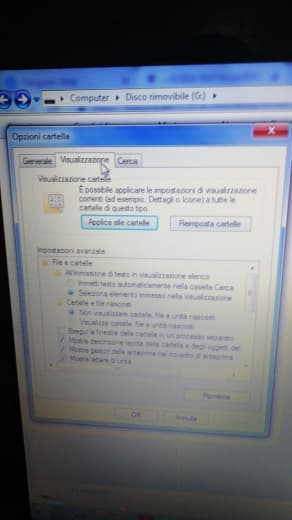 Computer ▸ Disco rimovibile (G:) ▸
Opzioni cartella
Generale Visualizzazione Cerca
Visualizzazione cartelle
È possibile applicare le impostazioni di visualizzazione
correnti (ad esempio, Dettagli o Icone) a tutte le
cartelle di questo tipo.
Applica alle cartelle Reimposta cartelle
Impostazioni avanzate:
File e cartelle
All'immissione di testo in visualizzazione elenco
Immetti testo automaticamente nella casella Cerca
Seleziona elemento immesso nella visualizzazione
Cartelle e file nascosti
Non visualizzare cartelle, file e unità nascosti
Visualizza cartelle, file e unità nascosti
Esegui le finestre delle cartelle in un processo separato
Mostra descrizione rapida della cartella e degli oggetti del
Mostra gestori delle anteprime nel riquadro di anteprima
Mostra lettere di unità
Ripristina
OK Annulla